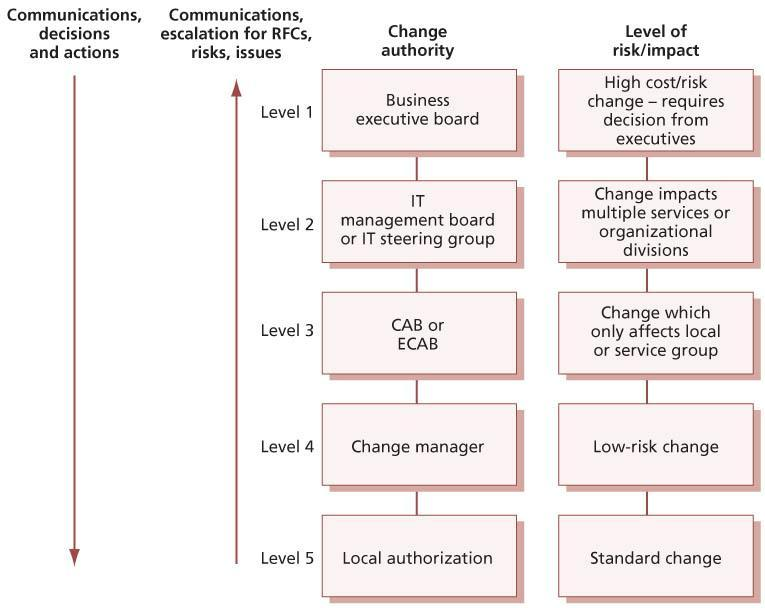 Communications,
decisions
and actions
Communications,
escalation for RFCs,
risks, issues
Change
authority
Level of
risk/impact
Level 1
Business
executive board
High cost/risk
change – requires
decision from
executives
Level 2
IT
management board
or IT steering group
Change impacts
multiple services or
organizational
divisions
Level 3
CAB or
ECAB
Change which
only affects local
or service group
Level 4
Change manager
Low-risk change
Level 5
Local authorization
Standard change